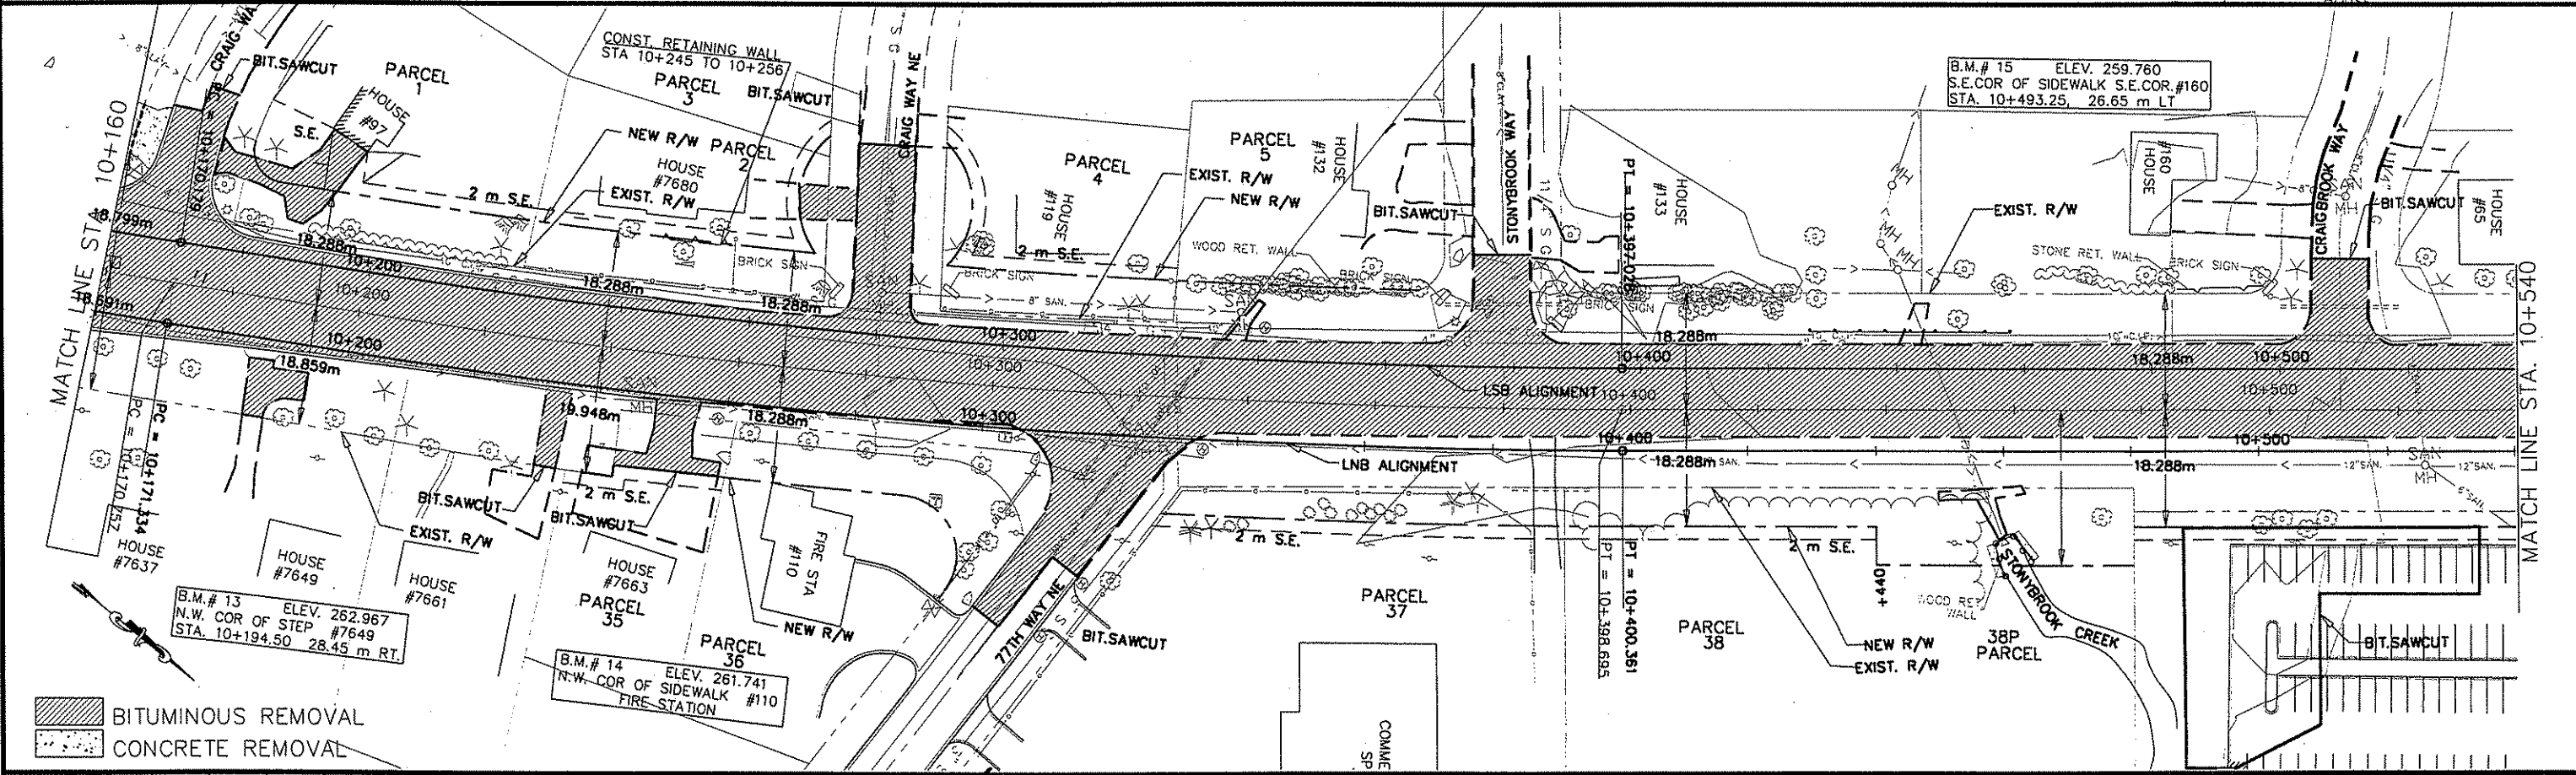 CRAIG WA
BIT.SAWCUT
PARCEL
1
HOUSE
#97
S.E.
CONST. RETAINING WALL
STA 10+245 TO 10+256
PARCEL
3
BIT.SAWCUT
NEW R/W
PARCEL
2
HOUSE
#7680
EXIST. R/W
2 m S.E.
BRICK SIGN
CRAIG WAY NE
S G
PARCEL
4
HOUSE
#119
2 m S.E.
BRICK SIGN
8" SAN.
PARCEL
5
HOUSE
#132
EXIST. R/W
NEW R/W
WOOD RET. WALL
BRICK SIGN
BIT.SAWCUT
STONYBROOK WAY
BRICK SIGN
HOUSE
#133
B.M.# 15 ELEV. 259.760
S.E.COR OF SIDEWALK S.E.COR.#160
STA. 10+493.25, 26.65 m LT
MH
MH
MH
EXIST. R/W
#160
HOUSE
STONE RET. WALL
BRICK SIGN
CRAIGBROOK WAY
MH
BIT.SAWCUT
HOUSE
#65
MATCH LINE STA. 10+160
18.799m
18.591m
18.288m
10+200
10+200
10+200
18.859m
18.288m
18.288m
10+300
10+300
10+300
19.948m
MH
18.288m
18.288m
10+400
LSB ALIGNMENT
10+400
10+400
LNB ALIGNMENT
18.288m
SAN.
18.288m
10+500
10+500
10+500
18.288m
12"SAN.
SAN
MH
12"SAN.
MATCH LINE STA. 10+540
PC = 10+171.334
PC = 10+170.757
HOUSE
#7637
HOUSE
#7649
EXIST. R/W
HOUSE
#7661
BIT.SAWCUT
BIT.SAWCUT
2 m S.E.
HOUSE
#7663
PARCEL
35
FIRE STA
#110
NEW R/W
PARCEL
36
B.M.# 13 ELEV. 262.967
N.W. COR OF STEP #7649
STA. 10+194.50 28.45 m RT.
B.M.# 14 ELEV. 261.741
N.W. COR OF SIDEWALK #110
FIRE STATION
77TH WAY NE
BIT.SAWCUT
2 m S.E.
PARCEL
37
COMME
SP
PT = 10+400.361
PT = 10+398.695
PARCEL
38
2 m S.E.
+440
NEW R/W
EXIST. R/W
WOOD RET.
WALL
38P
PARCEL
STONYBROOK CREEK
BIT.SAWCUT
BITUMINOUS REMOVAL
CONCRETE REMOVAL